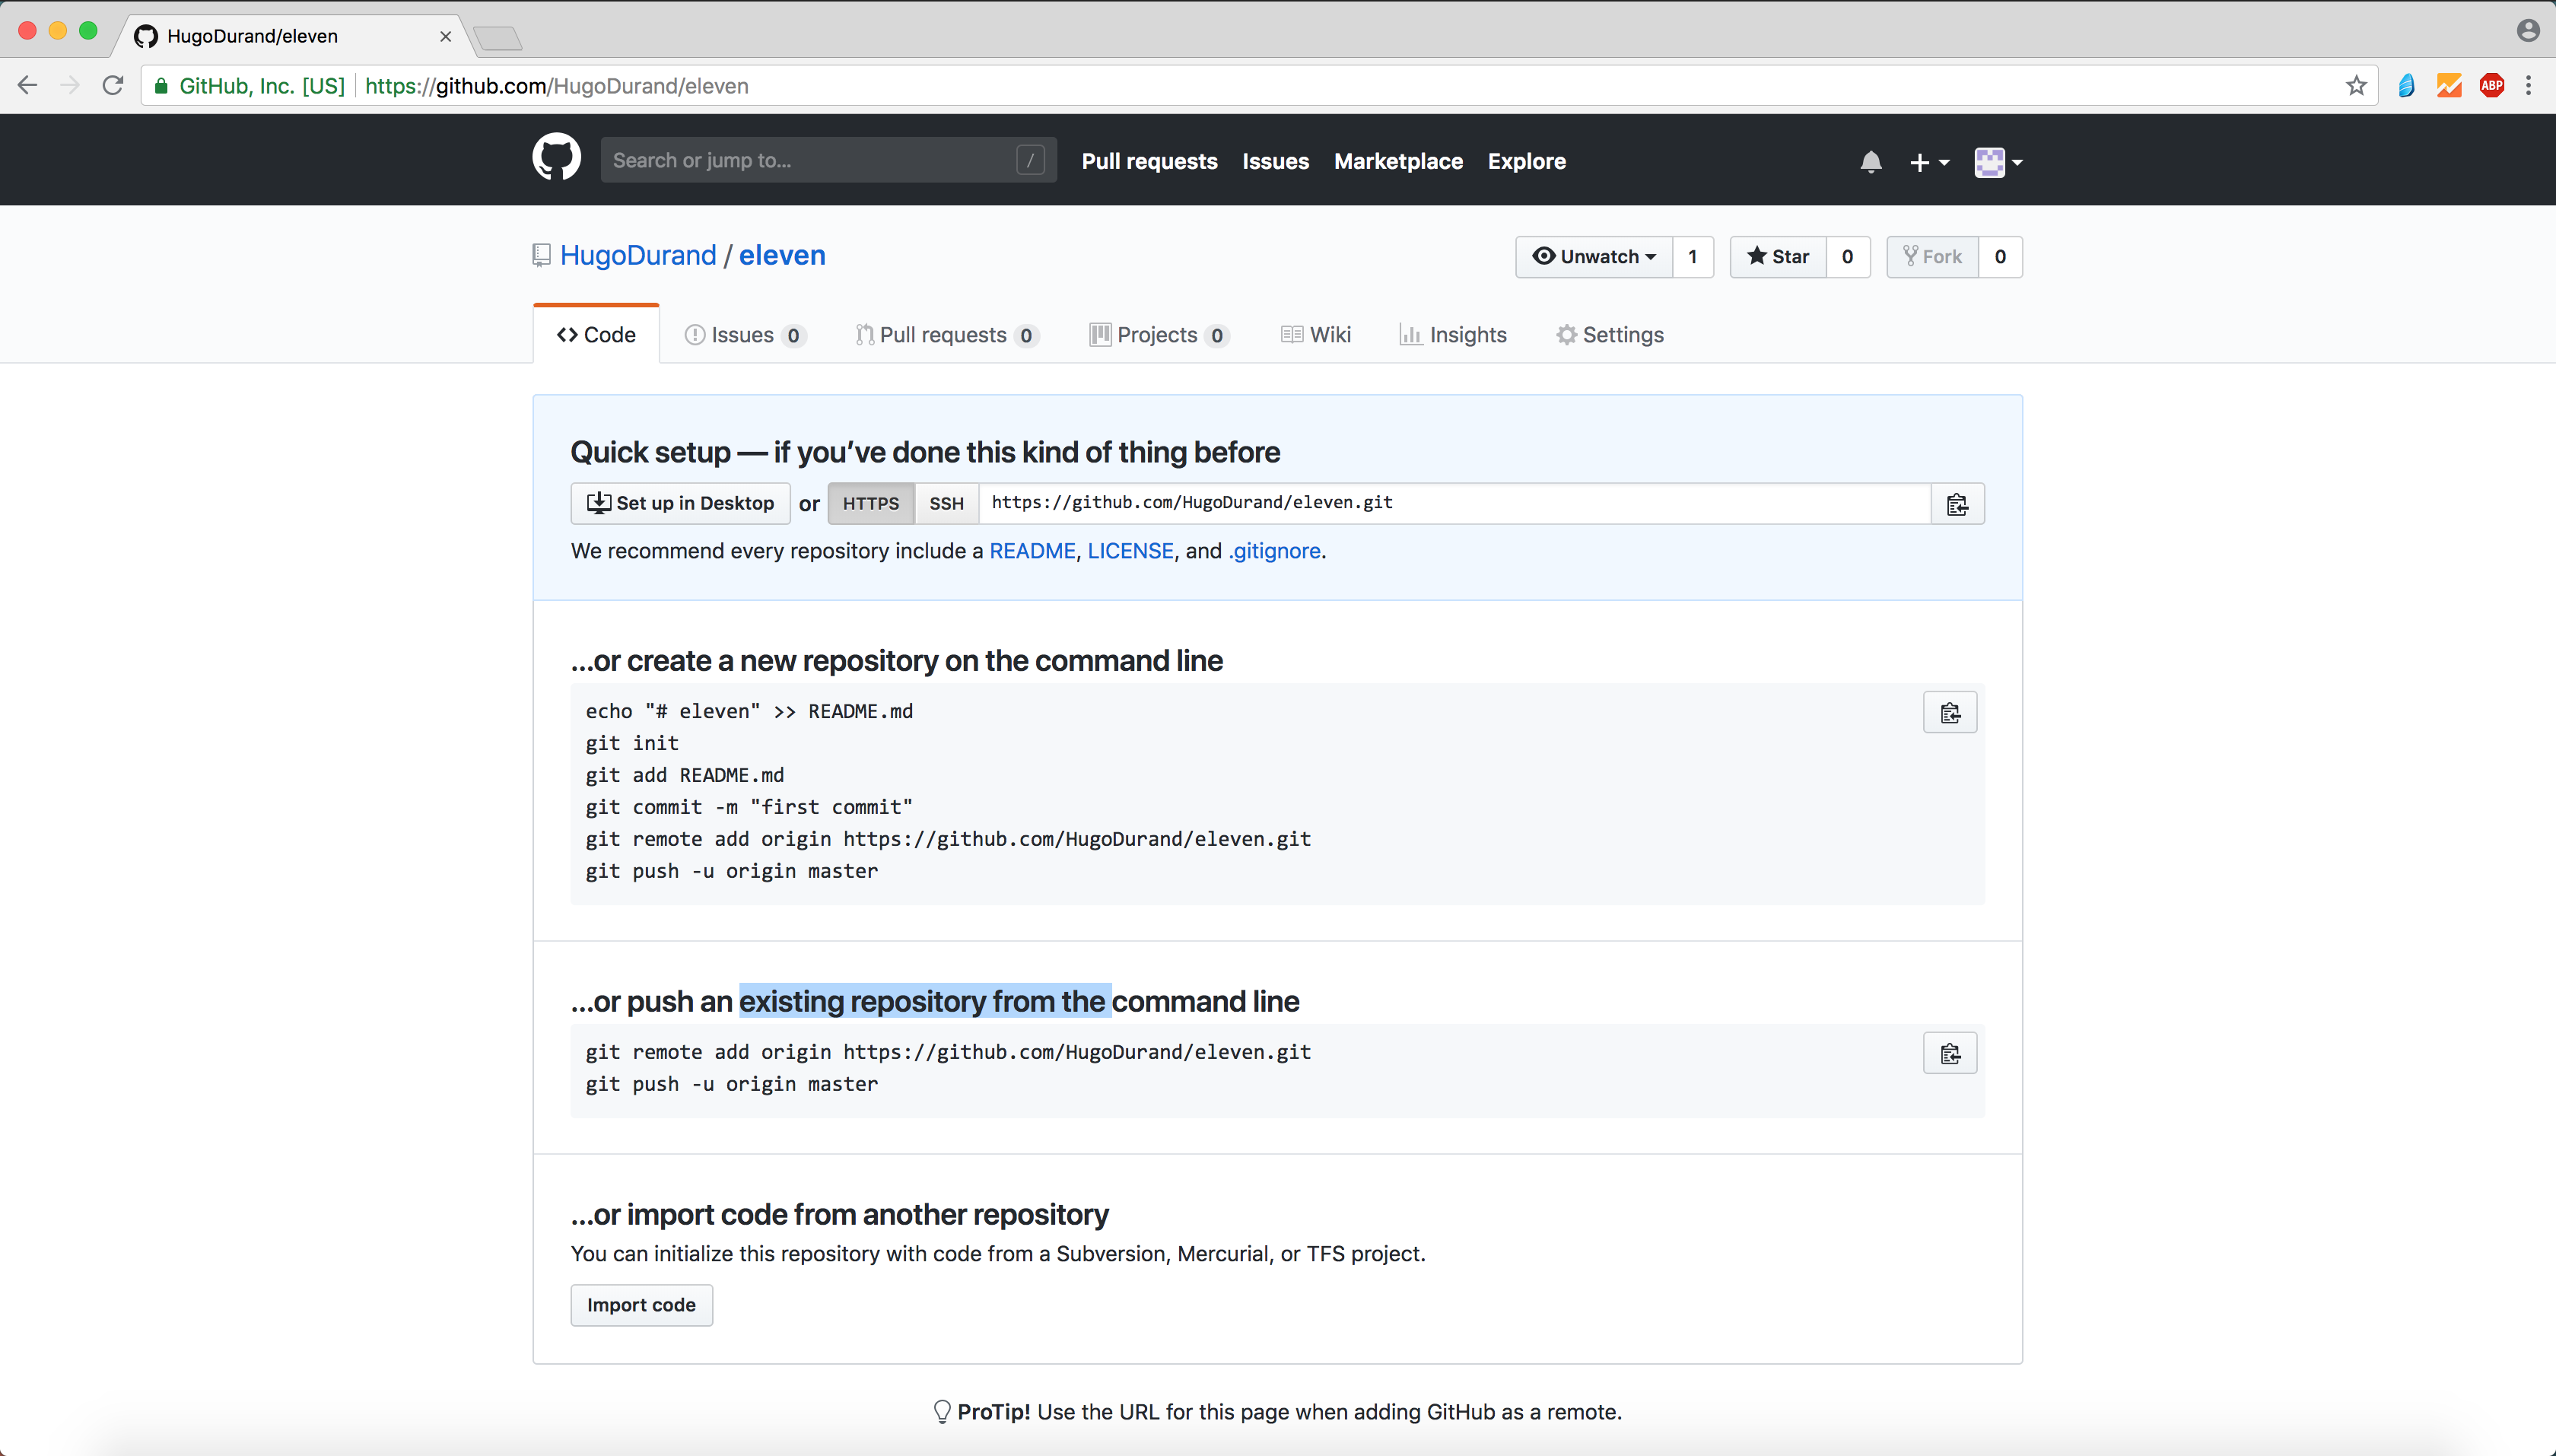 HugoDurand/eleven
GitHub, Inc. [US] https://github.com/HugoDurand/eleven
ABP
Search or jump to... /
Pull requests Issues Marketplace Explore
HugoDurand / eleven
Unwatch 1 Star 0 Fork 0
Code Issues 0 Pull requests 0 Projects 0 Wiki Insights Settings
Quick setup — if you’ve done this kind of thing before
Set up in Desktop or HTTPS SSH https://github.com/HugoDurand/eleven.git
We recommend every repository include a README, LICENSE, and .gitignore.
…or create a new repository on the command line
echo "# eleven" >> README.md
git init
git add README.md
git commit -m "first commit"
git remote add origin https://github.com/HugoDurand/eleven.git
git push -u origin master
…or push an existing repository from the command line
git remote add origin https://github.com/HugoDurand/eleven.git
git push -u origin master
…or import code from another repository
You can initialize this repository with code from a Subversion, Mercurial, or TFS project.
Import code
ProTip! Use the URL for this page when adding GitHub as a remote.